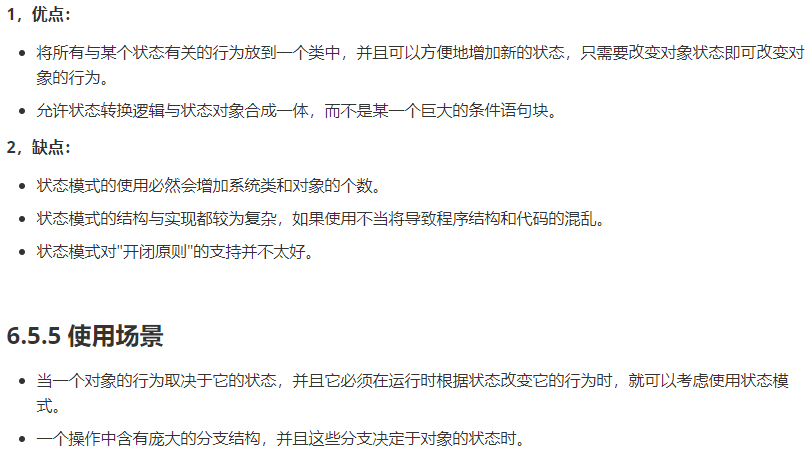 1，优点：
将所有与某个状态有关的行为放到一个类中，并且可以方便地增加新的状态，只需要改变对象状态即可改变对
象的行为。
允许状态转换逻辑与状态对象合成一体，而不是某一个巨大的条件语句块。
2，缺点：
状态模式的使用必然会增加系统类和对象的个数。
状态模式的结构与实现都较为复杂，如果使用不当将导致程序结构和代码的混乱。
状态模式对"开闭原则"的支持并不太好。
6.5.5 使用场景
当一个对象的行为取决于它的状态，并且它必须在运行时根据状态改变它的行为时，就可以考虑使用状态模
式。
一个操作中含有庞大的分支结构，并且这些分支决定于对象的状态时。